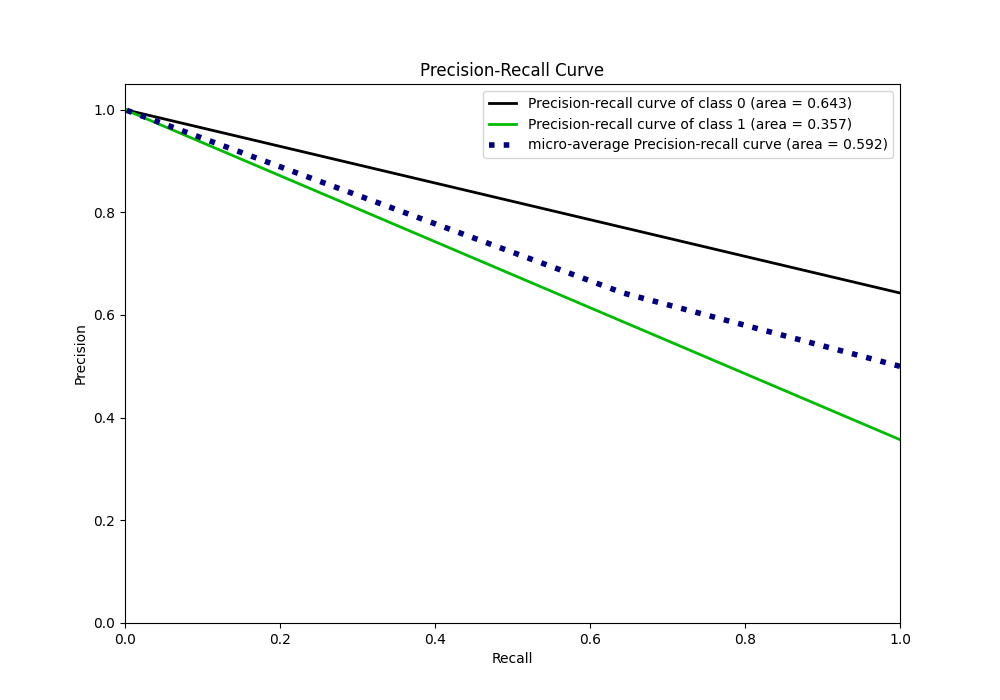 Precision-Recall Curve
Precision-recall curve of class 0 (area = 0.643)
Precision-recall curve of class 1 (area = 0.357)
micro-average Precision-recall curve (area = 0.592)
1.0
0.8
0.6
0.4
0.2
0.0
Precision
0.0 0.2 0.4 0.6 0.8 1.0
Recall